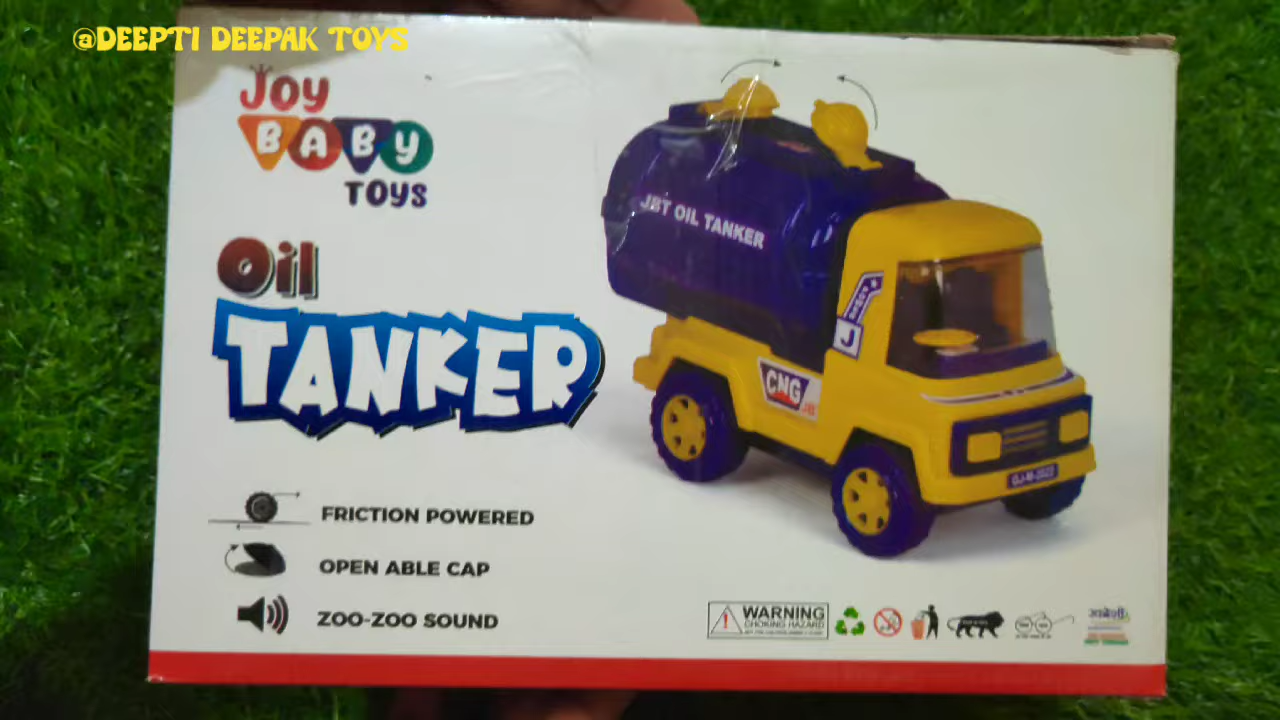 @DEEPTI DEEPAK TOYS
JOY
BABY
TOYS
Oil
TANKER
JBT OIL TANKER
J
CNG
FRICTION POWERED
OPEN ABLE CAP
ZOO-ZOO SOUND
WARNING
CHOKING HAZARD